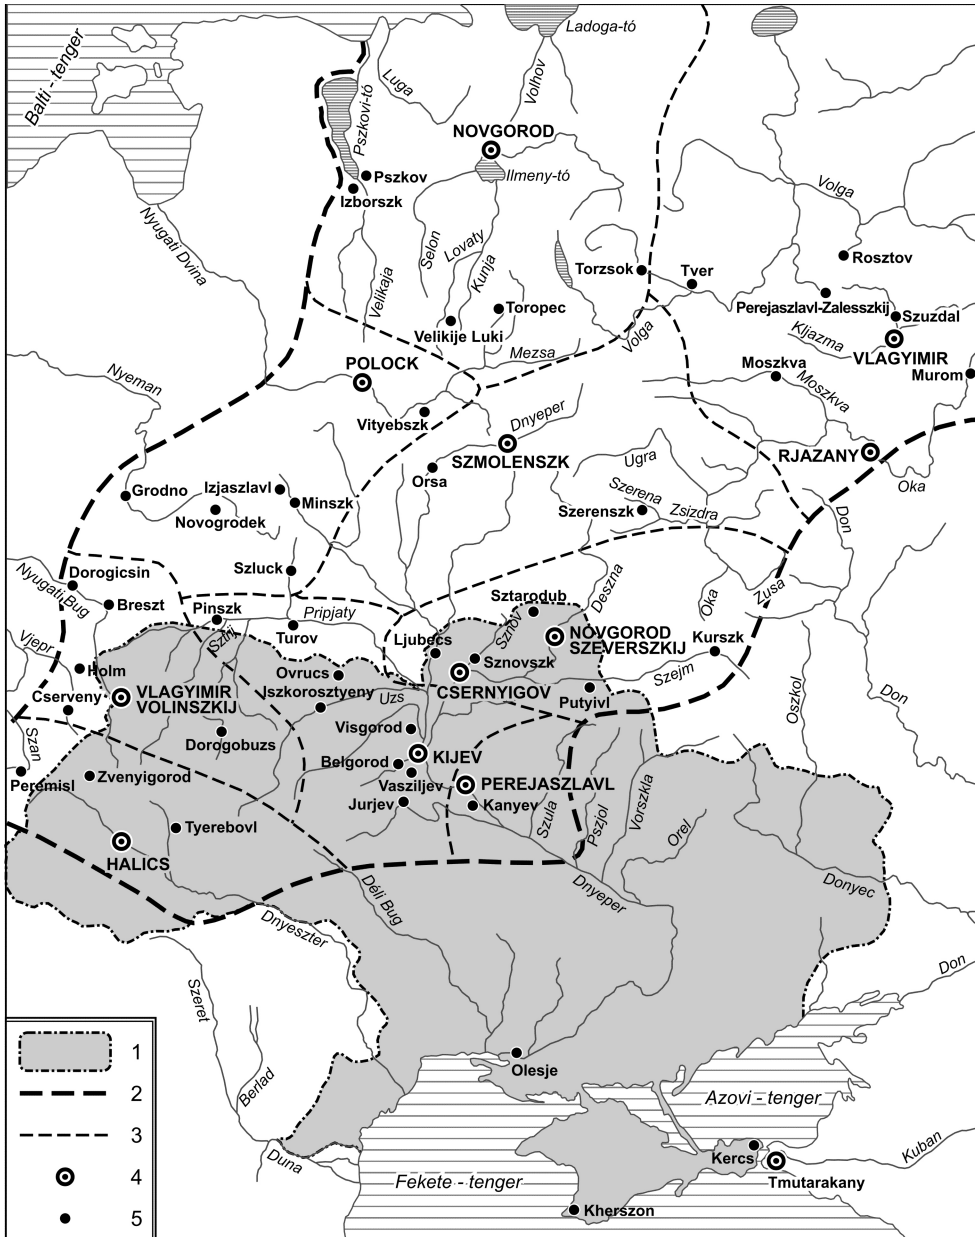 Ladoga-tó
Balti - tenger
Luga
Volhov
Pszkovi-tó
NOVGOROD
Pszkov
Ilmeny-tó
Izborszk
Volga
Nyugati Dvina
Selon
Lovaty
Kunja
Velikaja
Torzsok
Tver
Rosztov
Perejaszlavl-Zalesszkij
Toropec
Szuzdal
Velikije Luki
Volga
Kljazma
VLAGYIMIR
Mezsa
POLOCK
Moszkva
Murom
Nyeman
Moszkva
Vityebszk
Dnyeper
SZMOLENSZK
Ugra
RJAZANY
Orsa
Oka
Grodno
Izjaszlavl
Minszk
Szerena
Novogrodek
Szerenszk
Zsizdra
Don
Szluck
Dorogicsin
Nyugati Bug
Deszna
Zusa
Breszt
Sztarodub
Oka
Pinszk
Pripjaty
Sztirj
Turov
Sznov
NOVGOROD
SZEVERSZKIJ
Ljubecs
Kurszk
Vjepr
Holm
Ovrucs
Sznovszk
Szejm
Cserveny
VLAGYIMIR
VOLINSZKIJ
Iszkorosztyeny
Uzs
CSERNYIGOV
Putyivl
Oszkol
Don
Szan
Dorogobuzs
Visgorod
KIJEV
Belgorod
Peremisl
Zvenyigorod
Vasziljev
PEREJASZLAVL
Jurjev
Kanyev
Szula
Pszjol
Vorszkla
Tyerebovl
Orel
HALICS
Déli Bug
Dnyeper
Donyec
Dnyeszter
Don
Szeret
1
2
Olesje
Berlad
Azovi - tenger
3
Kuban
Duna
Kercs
4
Fekete - tenger
Tmutarakany
5
Kherszon